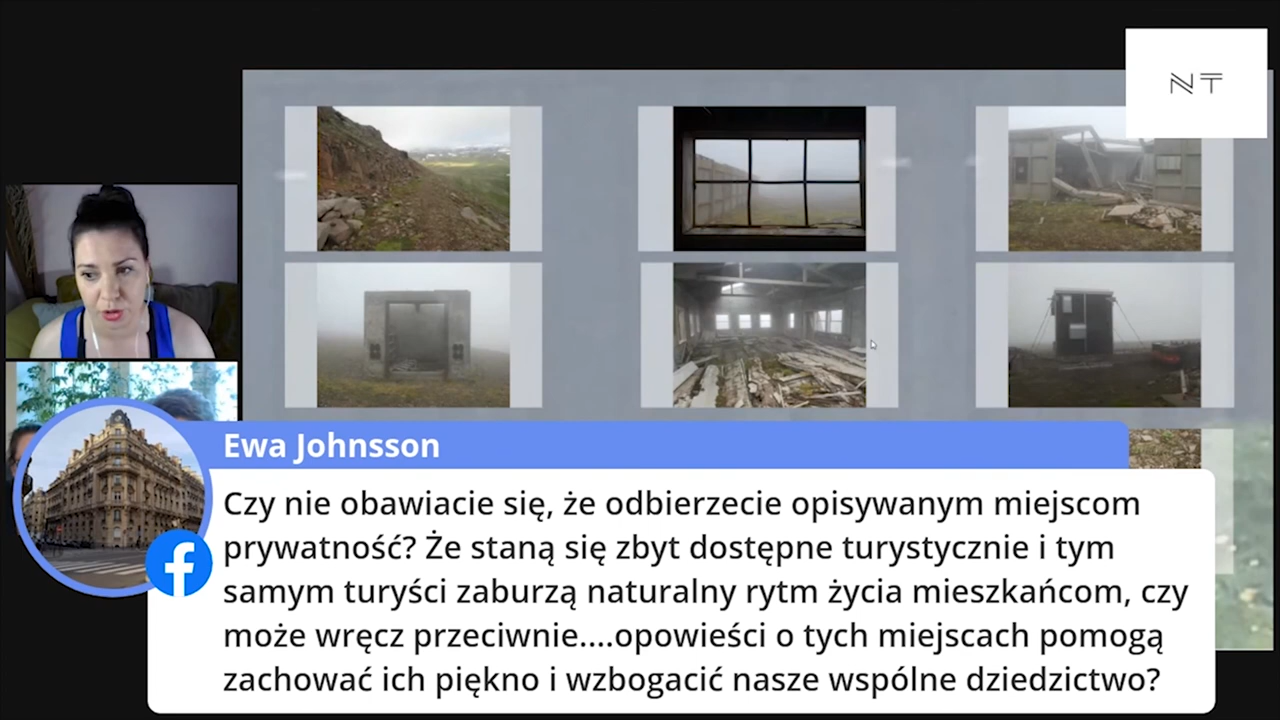 NT
Ewa Johnsson
Czy nie obawiacie się, że odbierzecie opisywanym miejscom
prywatność? Że staną się zbyt dostępne turystycznie i tym
samym turyści zaburzą naturalny rytm życia mieszkańcom, czy
może wręcz przeciwnie....opowieści o tych miejscach pomogą
zachować ich piękno i wzbogacić nasze wspólne dziedzictwo?